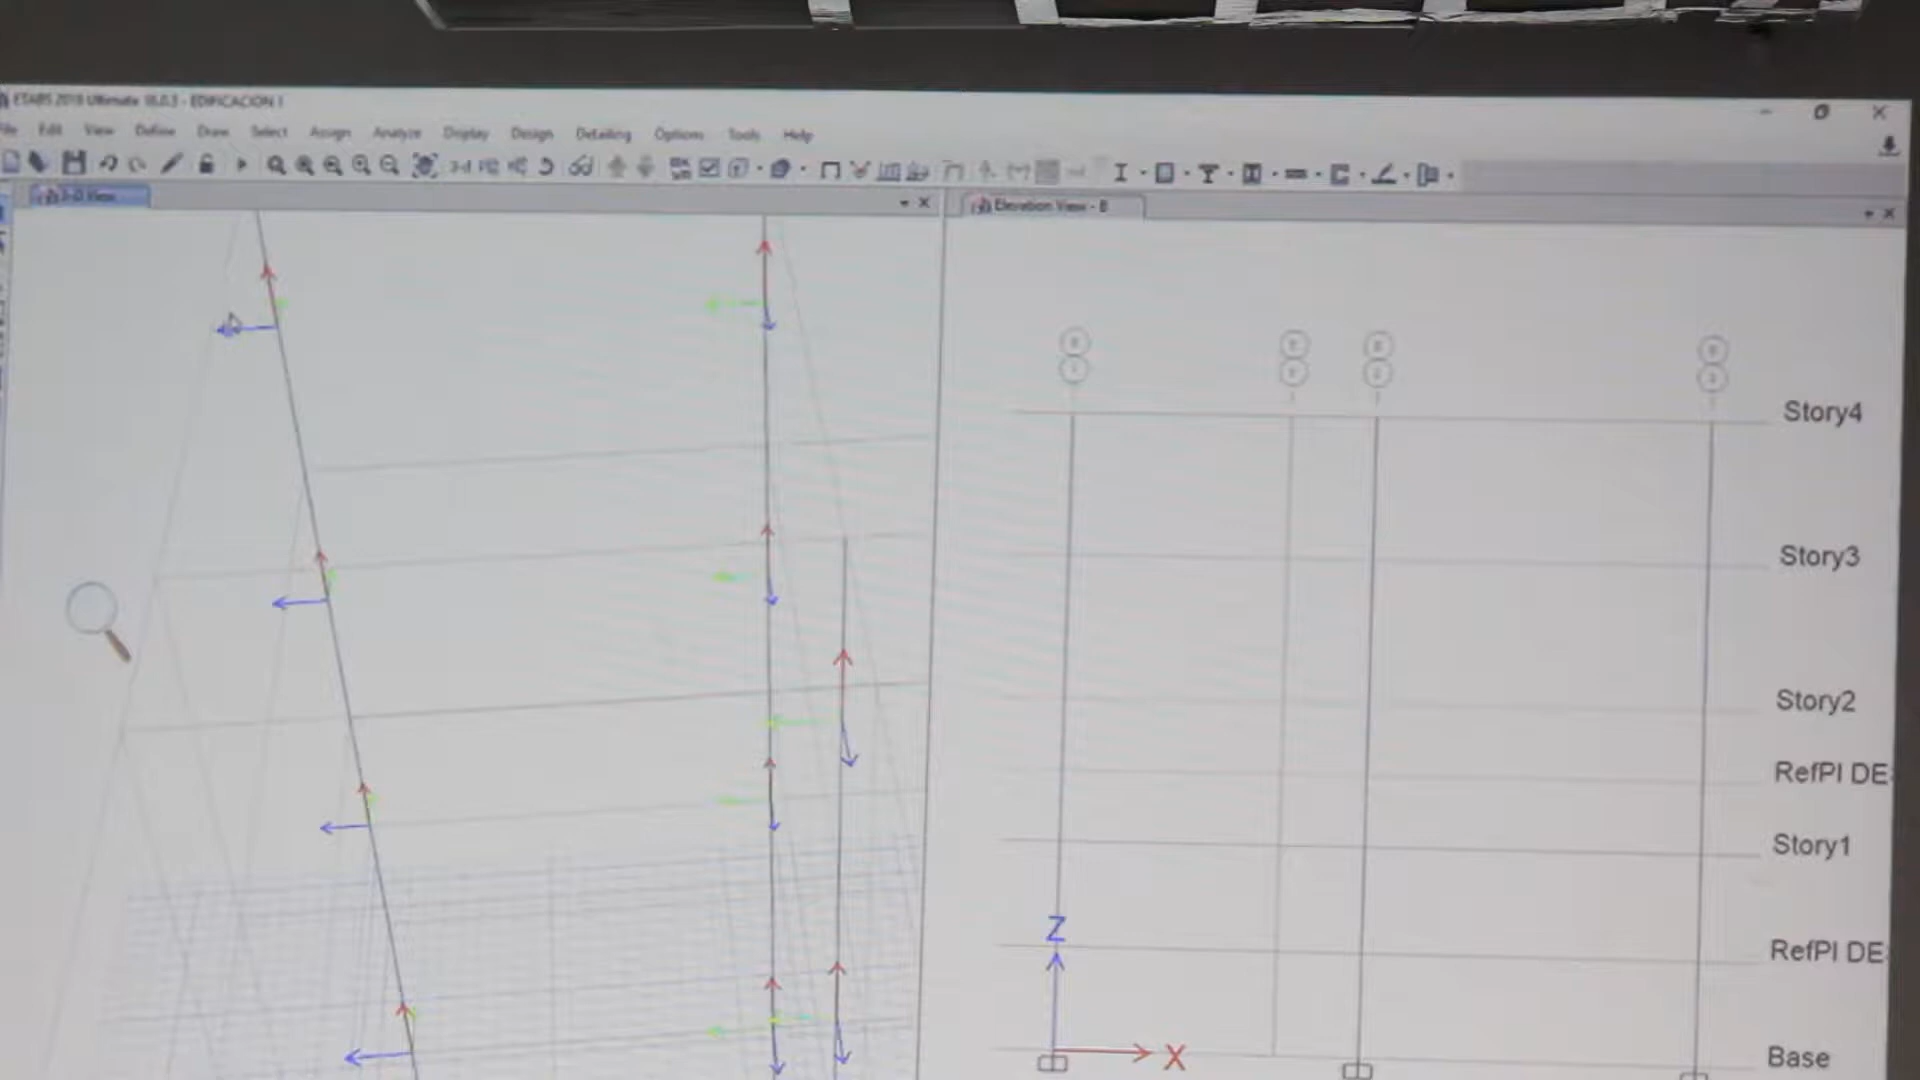 ETABS 2018 Ultimate 18.0.3 - EDIFICACION I
File Edit View Define Draw Select Assign Analyze Display Design Detailing Options Tools Help
3-D View
Elevation View - B
Story4
Story3
Story2
RefPl DE
Story1
RefPl DE
Z
X
Base